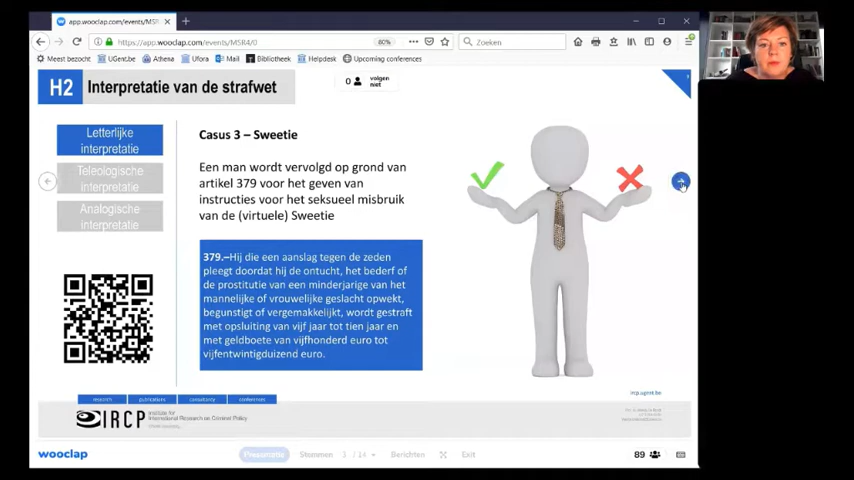 app.wooclap.com/events/MSR
https://app.wooclap.com/events/MSR4/0
80%
Zoeken
Meest bezocht
UGent.be
Athena
Ufora
Mail
Bibliotheek
Helpdesk
Upcoming conferences
H2
Interpretatie van de strafwet
0
volgen
niet
Letterlijke
interpretatie
Teleologische
interpretatie
Analogische
interpretatie
Casus 3 – Sweetie
Een man wordt vervolgd op grond van
artikel 379 voor het geven van
instructies voor het seksueel misbruik
van de (virtuele) Sweetie
379.–Hij die een aanslag tegen de zeden
pleegt doordat hij de ontucht, het bederf of
de prostitutie van een minderjarige van het
mannelijke of vrouwelijke geslacht opwekt,
begunstigt of vergemakkelijkt, wordt gestraft
met opsluiting van vijf jaar tot tien jaar en
met geldboete van vijfhonderd euro tot
vijfentwintigduizend euro.
research
publications
consultancy
conferences
ircp.ugent.be
IRCP
Institute for
International Research on Criminal Policy
wooclap
Presentatie
Stemmen
3 / 14
Berichten
Exit
89